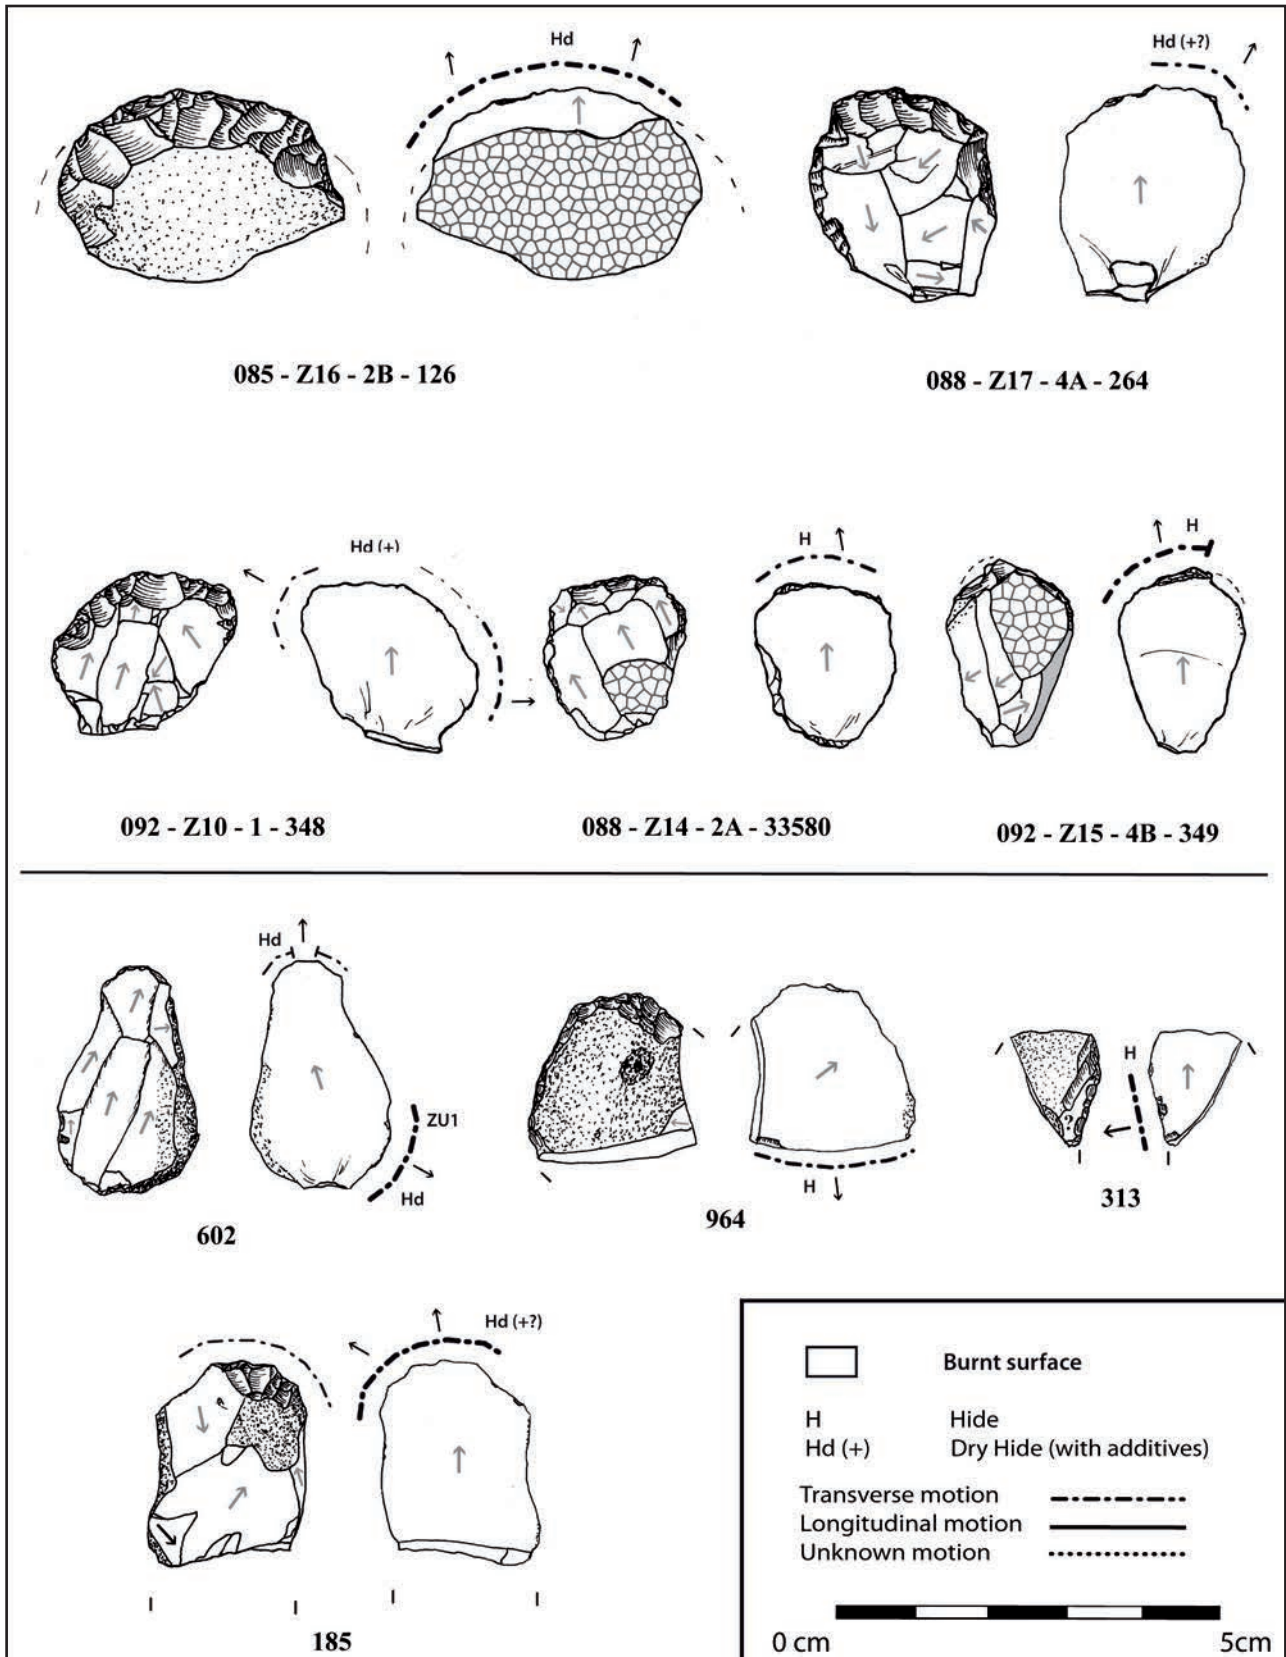 Hd
Hd (+?)
085 - Z16 - 2B - 126
088 - Z17 - 4A - 264
Hd (+)
H
H
092 - Z10 - 1 - 348
088 - Z14 - 2A - 33580
092 - Z15 - 4B - 349
Hd
ZU1
Hd
602
H
964
H
?
313
Hd (+?)
185
Burnt surface
H Hide
Hd (+) Dry Hide (with additives)
Transverse motion
Longitudinal motion
Unknown motion
0 cm 5cm